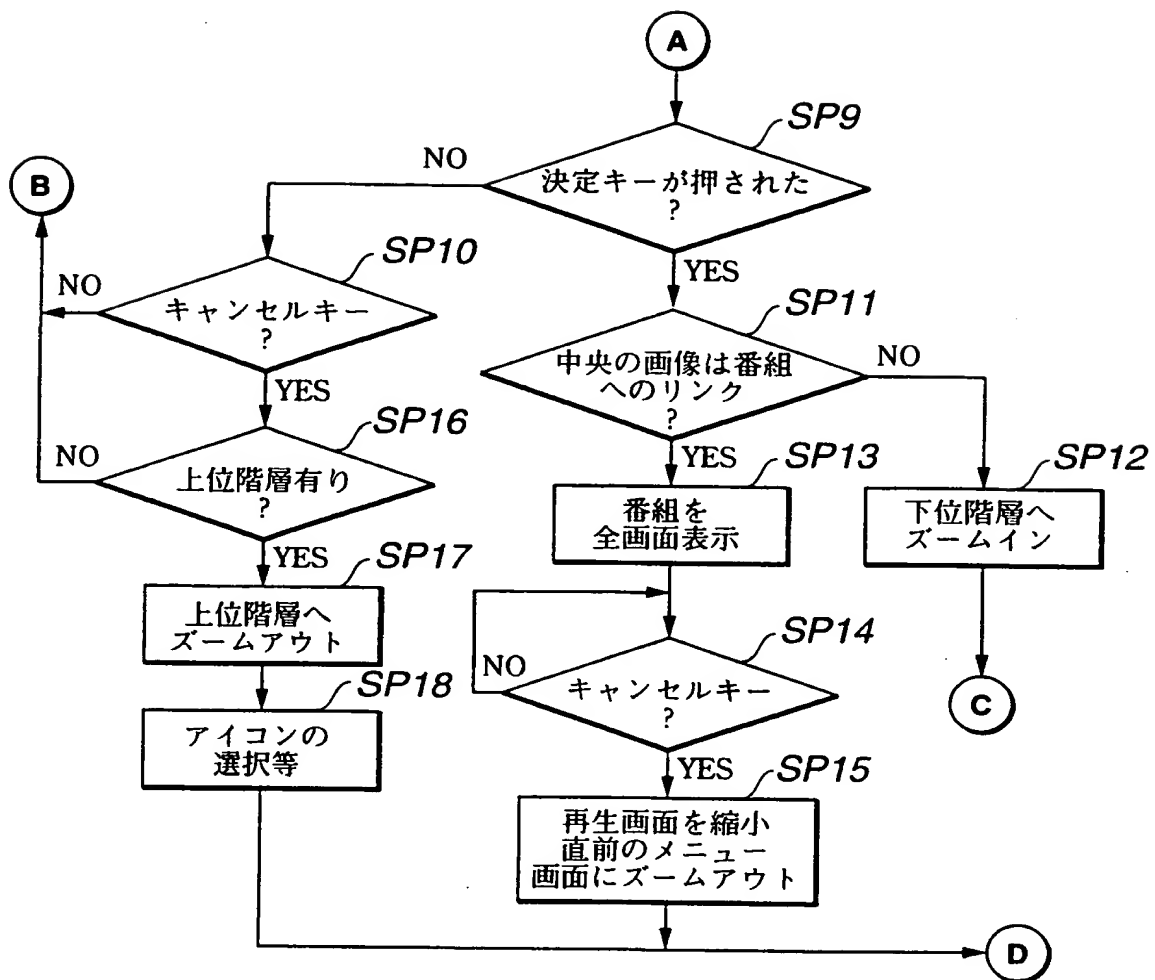 A
SP9
NO
決定キーが押された
?
B
SP10
YES
NO
キャンセルキー
?
SP11
中央の画像は番組
へのリンク
?
NO
YES
SP16
NO
上位階層有り
?
YES
SP13
番組を
全画面表示
SP12
下位階層へ
ズームイン
YES
SP17
上位階層へ
ズームアウト
SP14
NO
キャンセルキー
?
C
SP18
アイコンの
選択等
YES
SP15
再生画面を縮小
直前のメニュー
画面にズームアウト
D